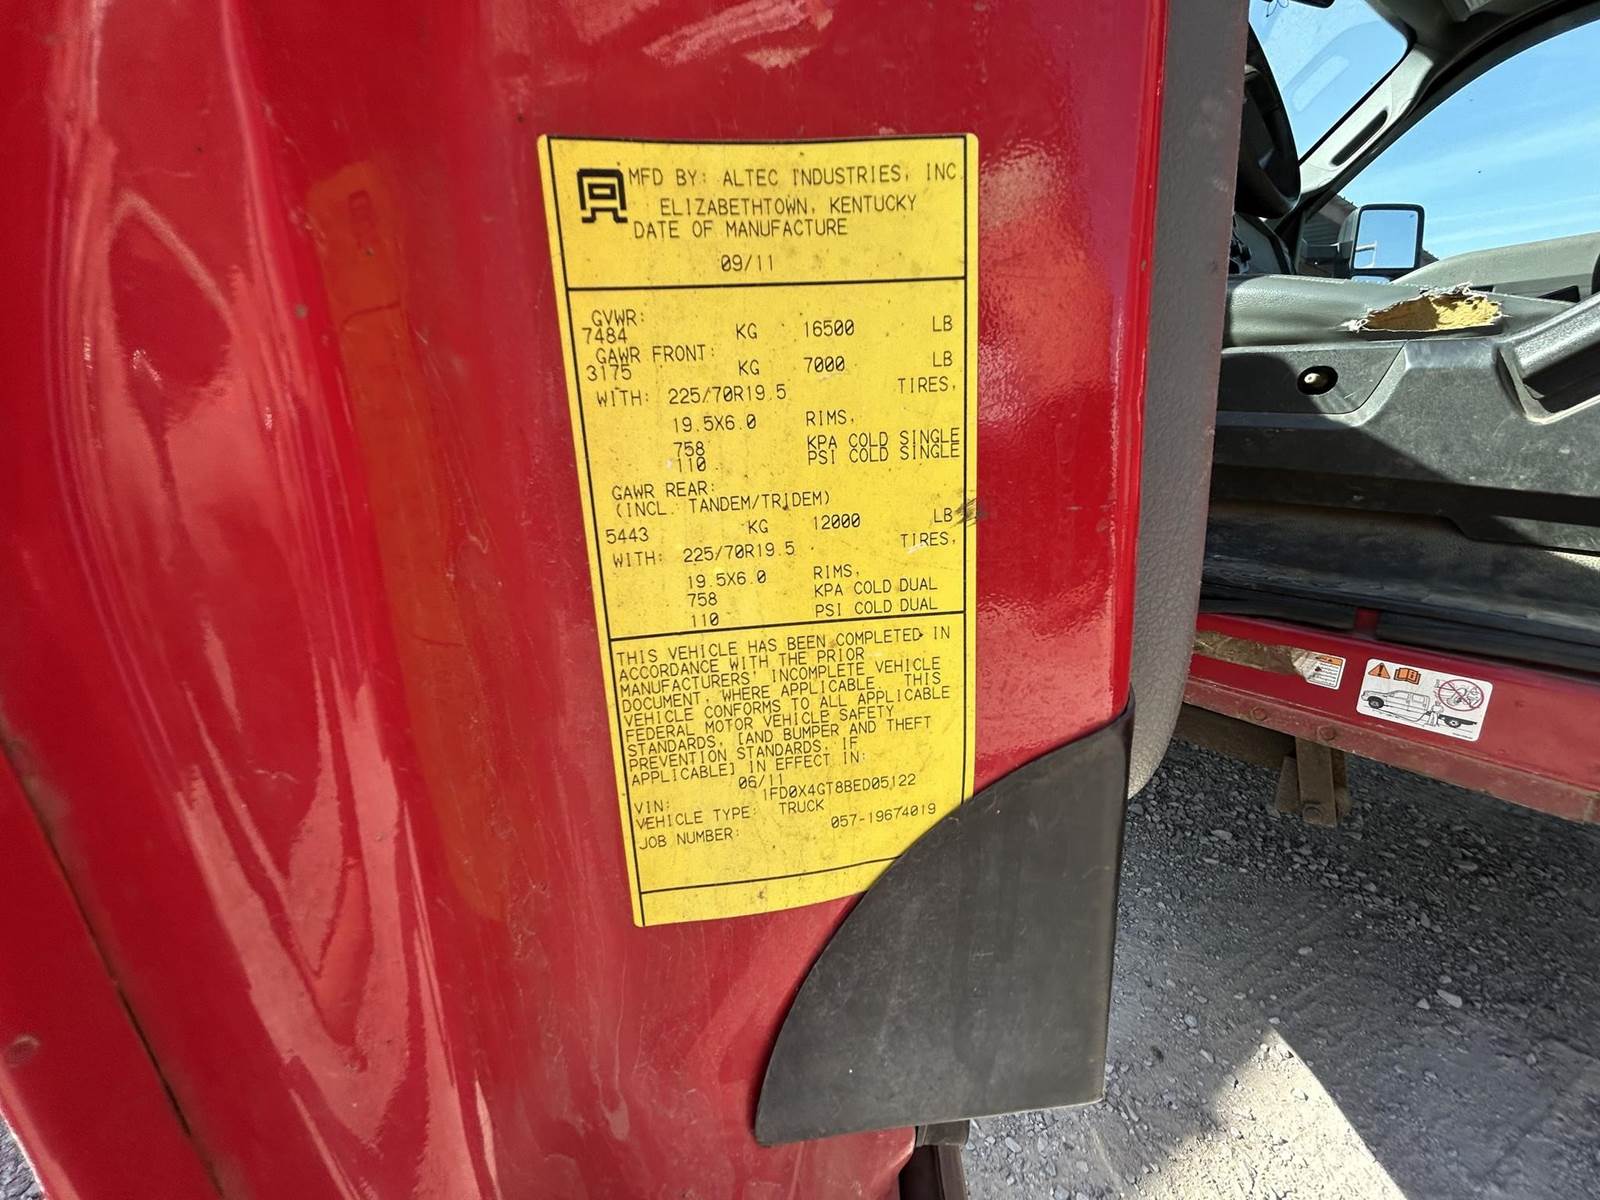 MFD BY: ALTEC INDUSTRIES, INC.
ELIZABETHTOWN, KENTUCKY
DATE OF MANUFACTURE
09/11
GVWR:
7484 KG 16500 LB
GAWR FRONT:
3175 KG 7000 LB
WITH: 225/70R19.5 TIRES,
19.5X6.0 RIMS,
758 KPA COLD SINGLE
110 PSI COLD SINGLE
GAWR REAR:
(INCL. TANDEM/TRIDEM)
5443 KG 12000 LB
WITH: 225/70R19.5 TIRES,
19.5X6.0 RIMS,
758 KPA COLD DUAL
110 PSI COLD DUAL
THIS VEHICLE HAS BEEN COMPLETED IN
ACCORDANCE WITH THE PRIOR
MANUFACTURERS' INCOMPLETE VEHICLE
DOCUMENT, WHERE APPLICABLE. THIS
VEHICLE CONFORMS TO ALL APPLICABLE
FEDERAL MOTOR VEHICLE SAFETY
STANDARDS, [AND BUMPER AND THEFT
PREVENTION STANDARDS, IF
APPLICABLE] IN EFFECT IN:
06/11
VIN: 1FD0X4GT8BED05122
VEHICLE TYPE: TRUCK
JOB NUMBER: 057-19674019